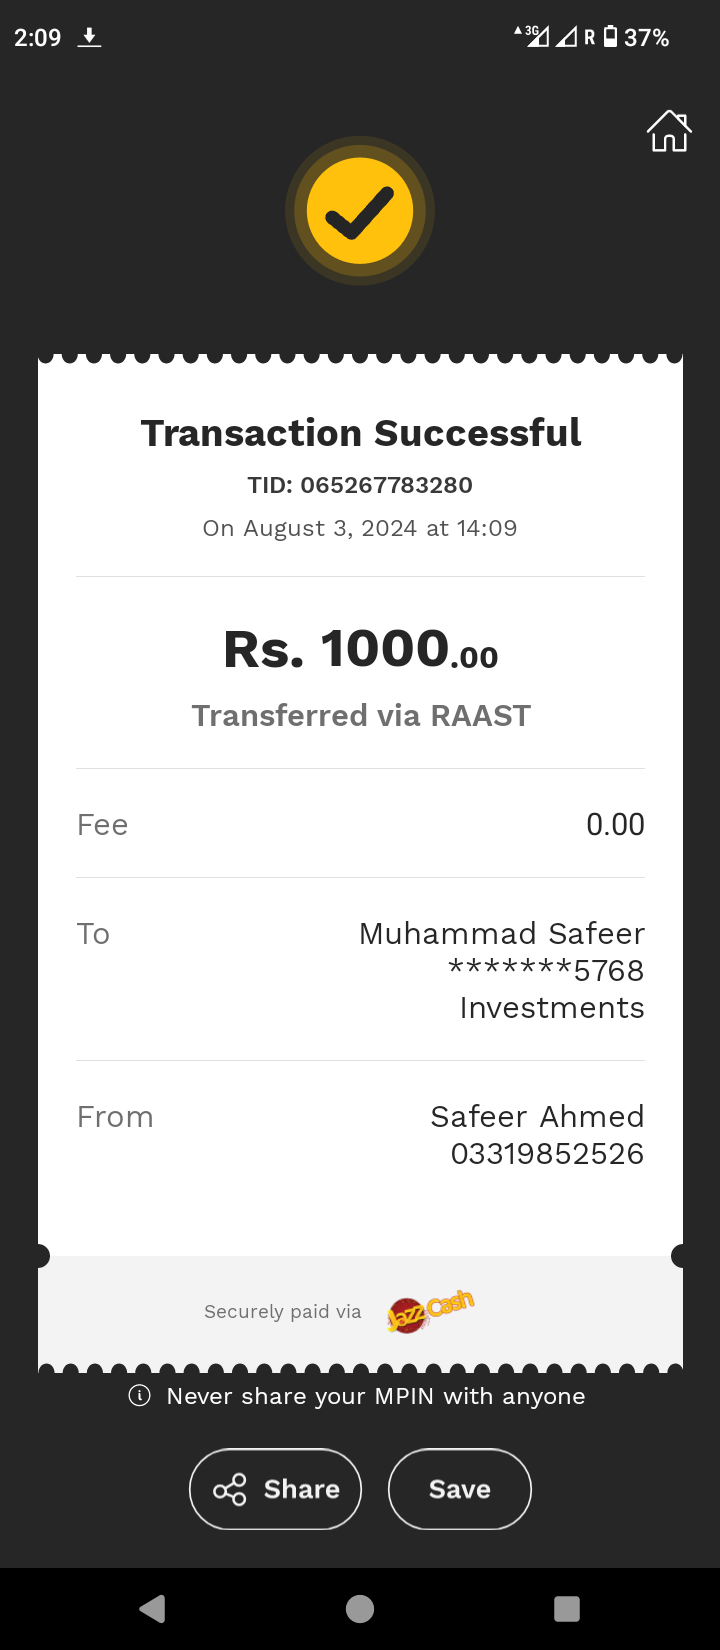 2:09 3G R 37%
Transaction Successful
TID: 065267783280
On August 3, 2024 at 14:09
Rs. 1000.00
Transferred via RAAST
Fee 0.00
To Muhammad Safeer
*******5768
Investments
From Safeer Ahmed
03319852526
Securely paid via JazzCash
Never share your MPIN with anyone
Share Save